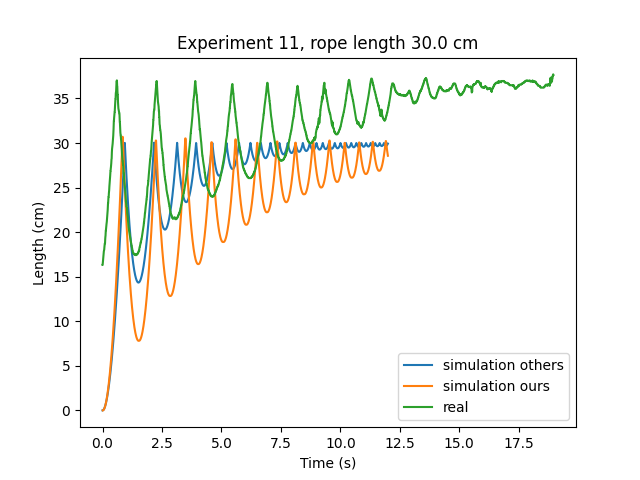 Experiment 11, rope length 30.0 cm
Length (cm)
35
30
25
20
15
10
5
0
0.0 2.5 5.0 7.5 10.0 12.5 15.0 17.5
Time (s)
simulation others
simulation ours
real